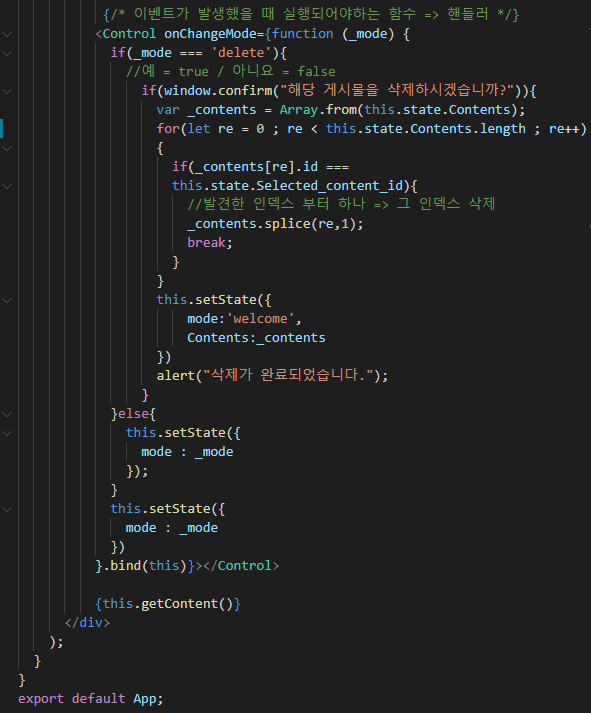 {/* 이벤트가 발생했을 때 실행되어야하는 함수 => 핸들러 */}
<Control onChangeMode={function (_mode) {
if(_mode === 'delete'){
//예 = true / 아니요 = false
if(window.confirm("해당 게시물을 삭제하시겠습니까?")){
var _contents = Array.from(this.state.Contents);
for(let re = 0 ; re < this.state.Contents.length ; re++)
{
if(_contents[re].id ===
this.state.Selected_content_id){
//발견한 인덱스 부터 하나 => 그 인덱스 삭제
_contents.splice(re,1);
break;
}
}
this.setState({
mode:'welcome',
Contents:_contents
})
alert("삭제가 완료되었습니다.");
}
}else{
this.setState({
mode : _mode
});
}
this.setState({
mode : _mode
})
}.bind(this)}></Control>
{this.getContent()}
</div>
);
}
}
export default App;